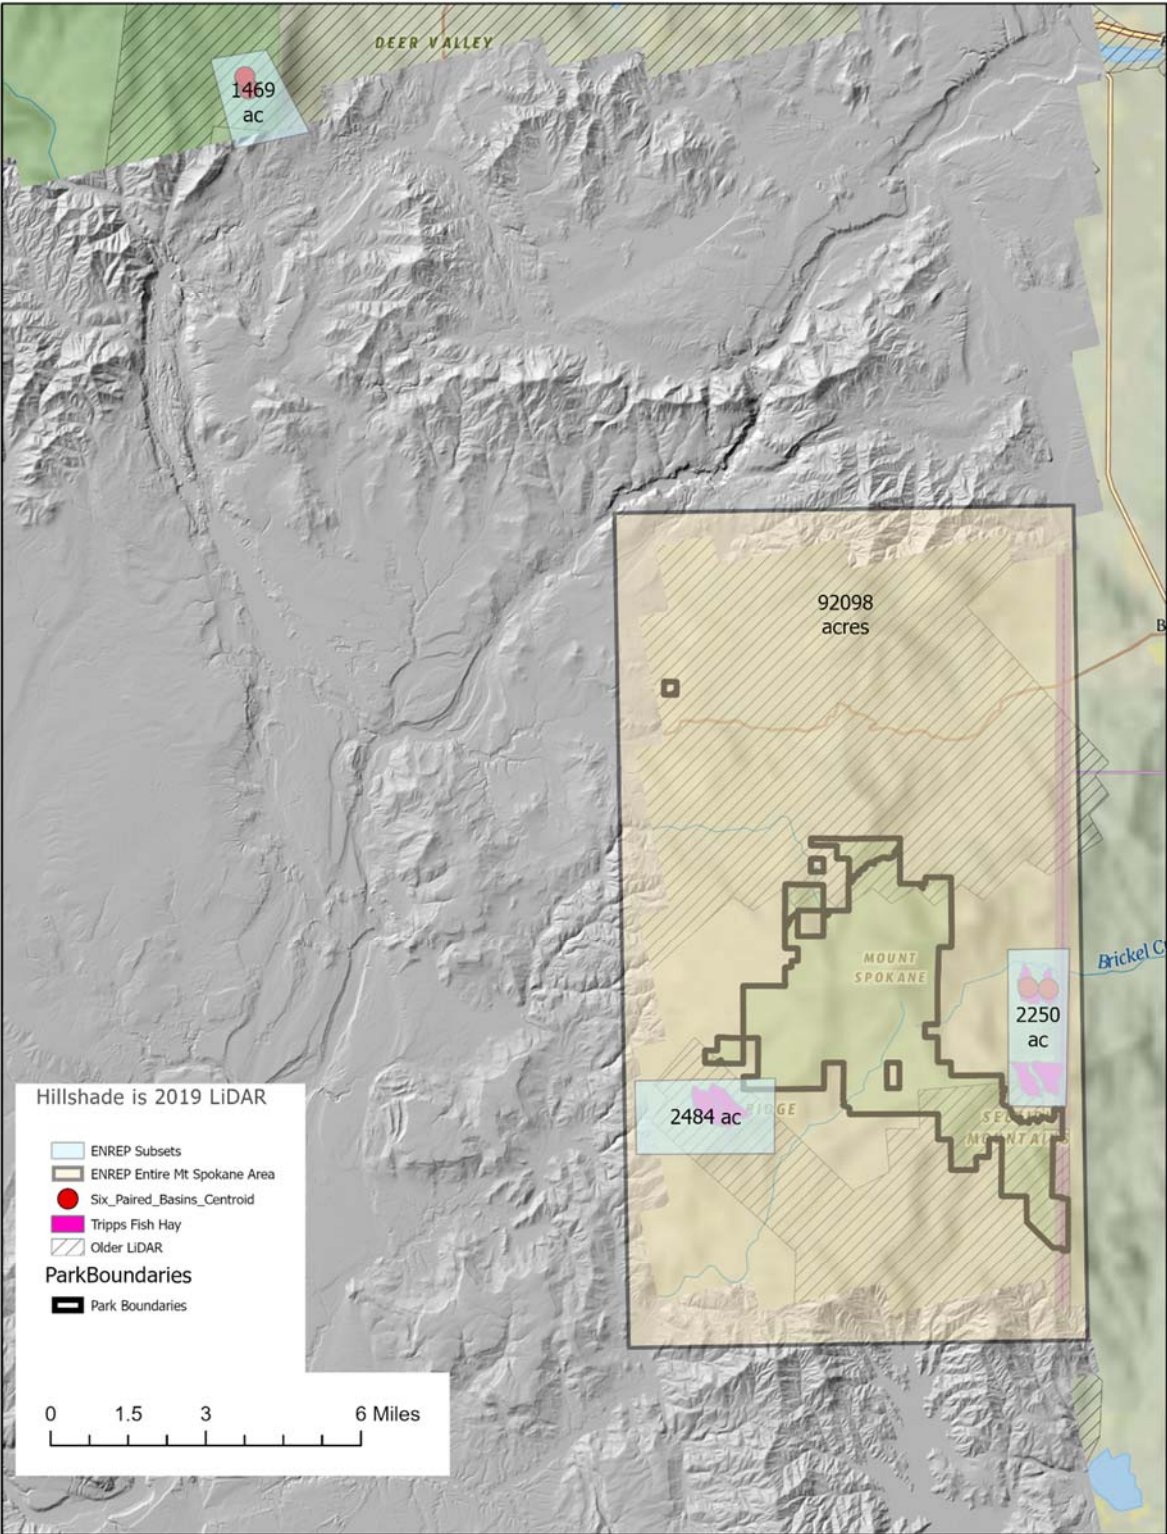 DEER VALLEY
1469
ac
92098
acres
B
MOUNT
SPOKANE
Brickel C
2250
ac
2484 ac
IDGE
MOUNTAINS
Hillshade is 2019 LiDAR
ENREP Subsets
ENREP Entire Mt Spokane Area
Six_Paired_Basins_Centroid
Tripps Fish Hay
Older LiDAR
ParkBoundaries
Park Boundaries
0 1.5 3 6 Miles